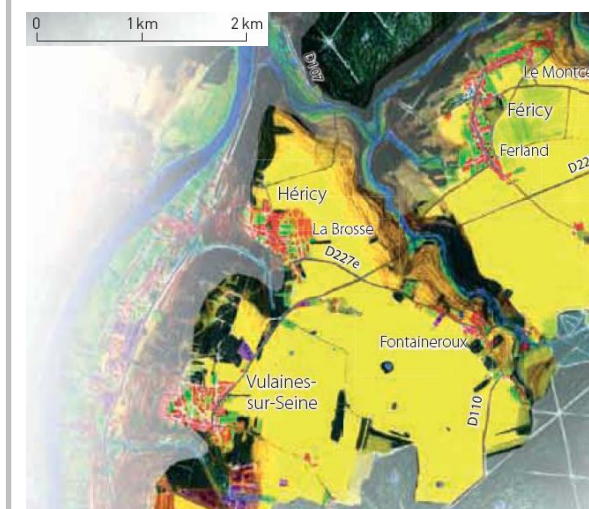 0 1 km 2 km
D107
Le Montce
Féricy
Ferland
D22
Héricy
La Brosse
D227e
Fontaineroux
Vulaines-
sur-Seine
D110